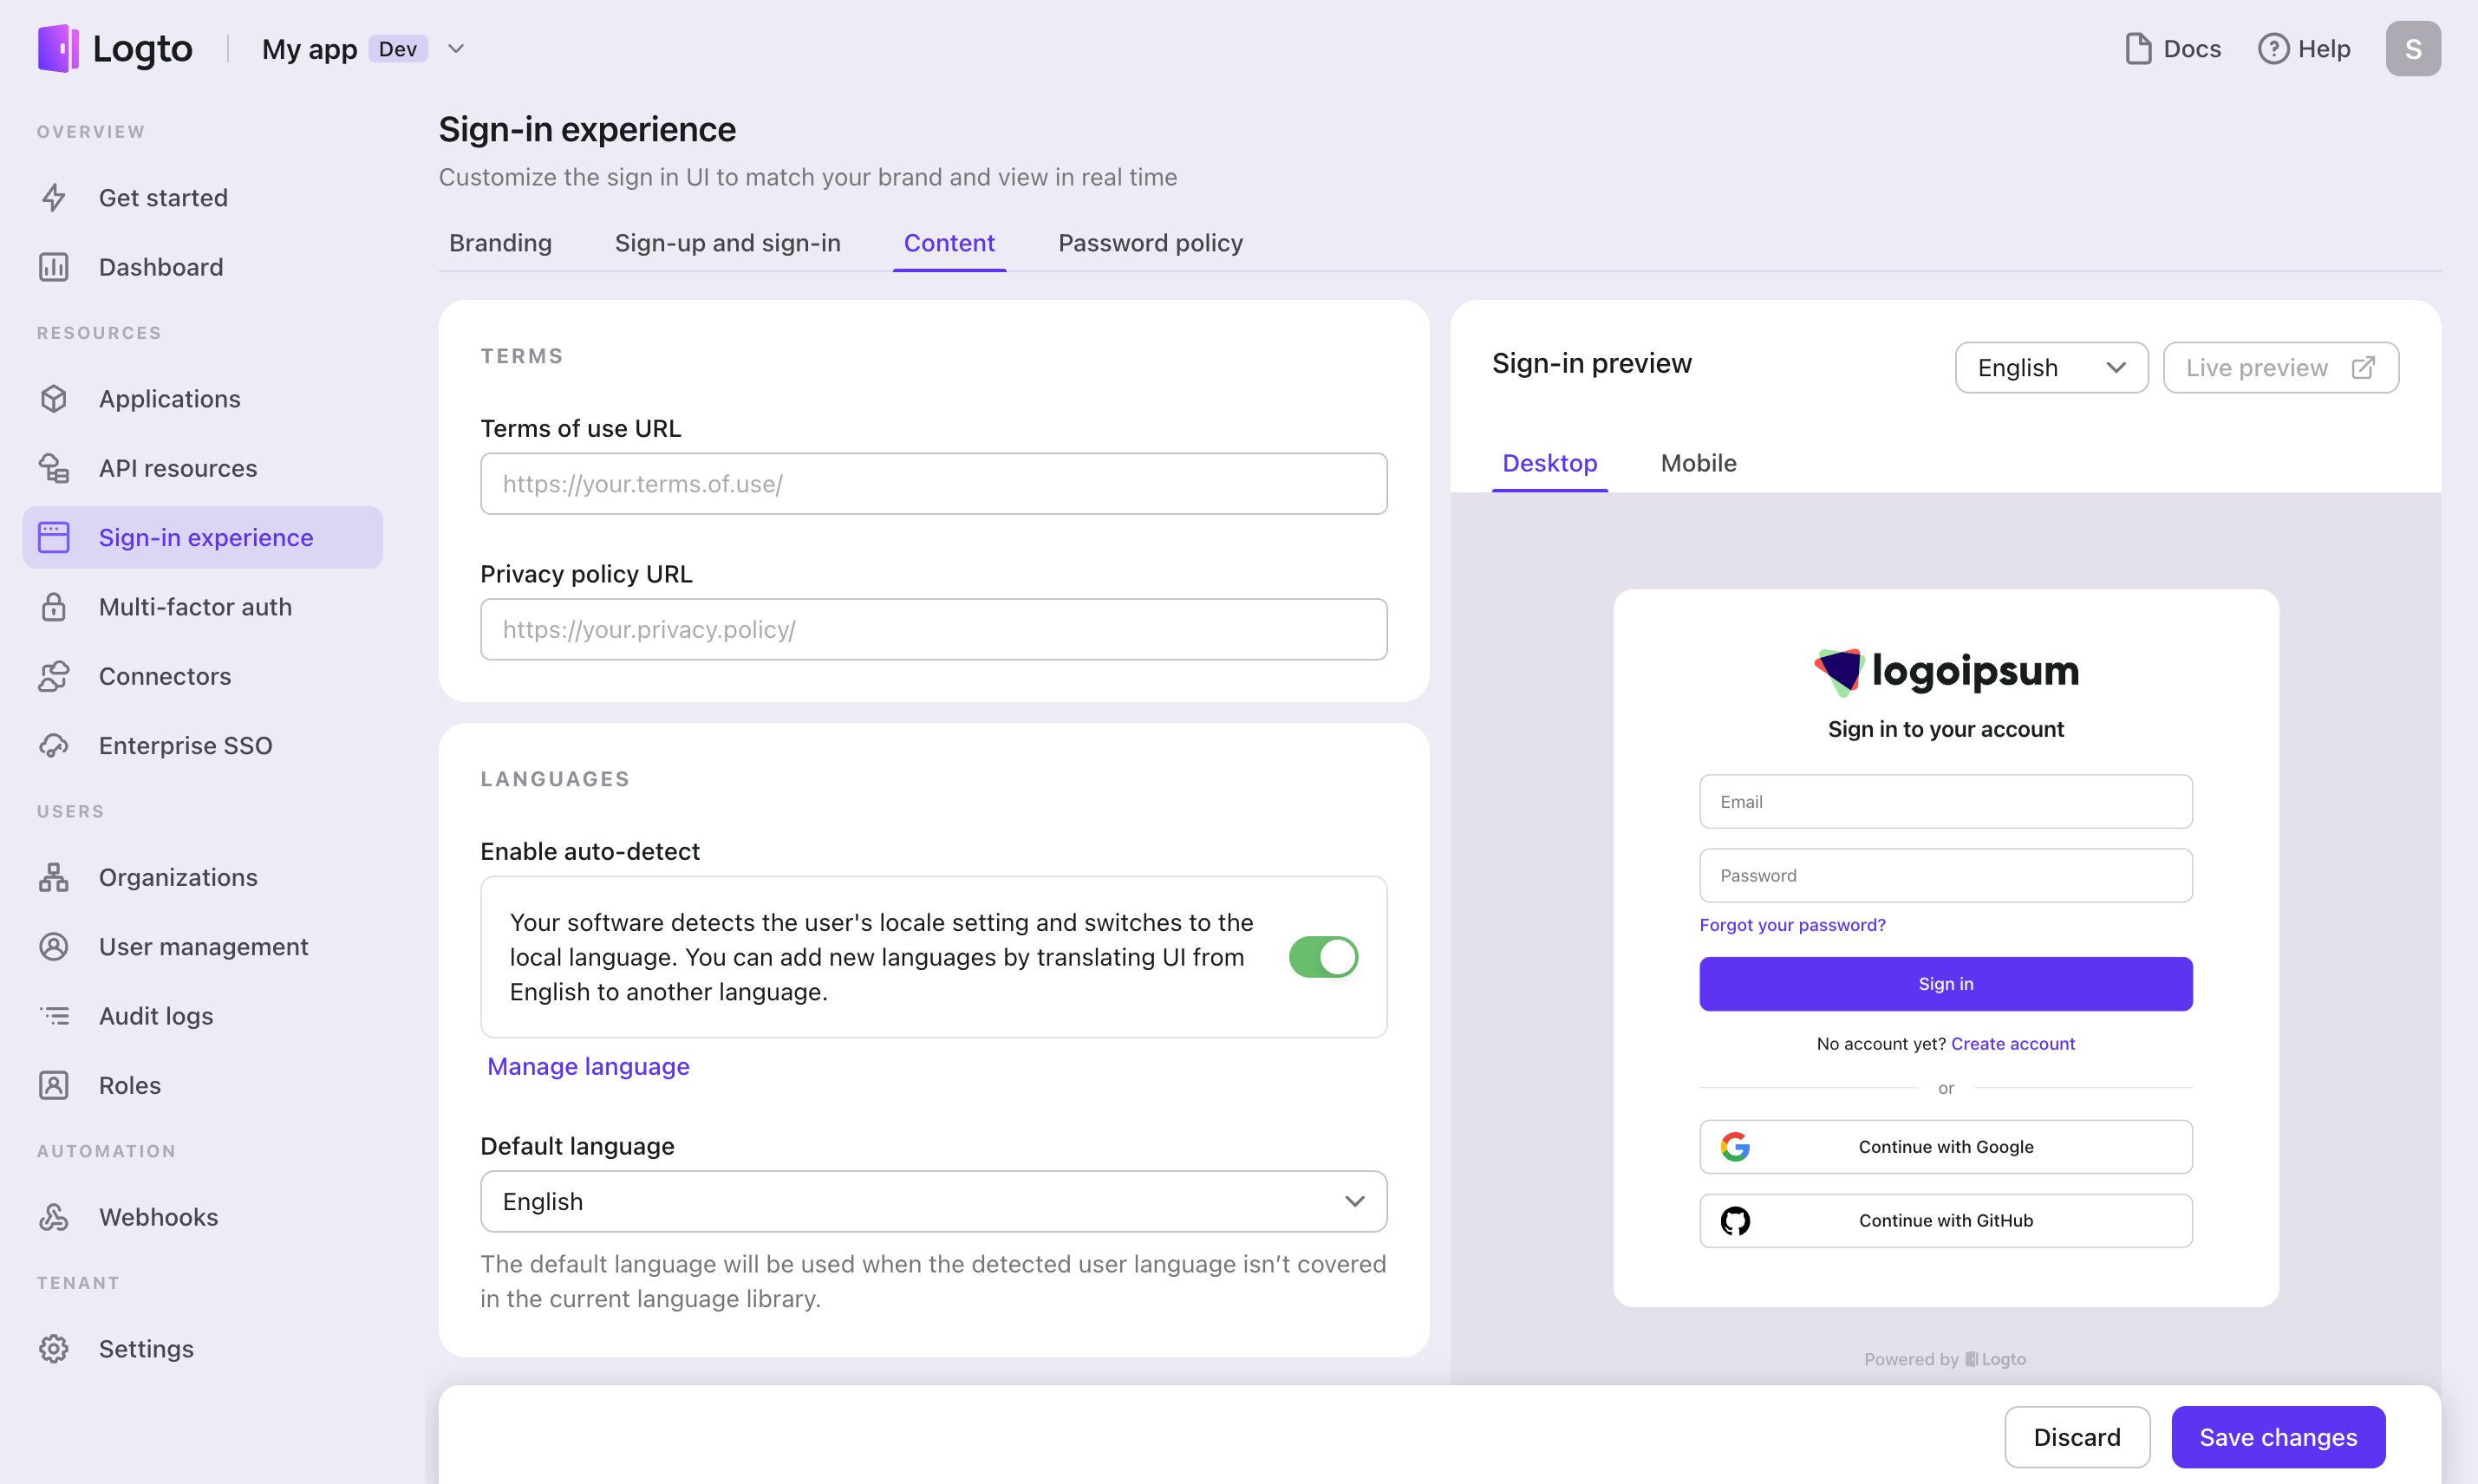 Logto
My app Dev
Docs
Help
S
OVERVIEW
Get started
Dashboard
RESOURCES
Applications
API resources
Sign-in experience
Multi-factor auth
Connectors
Enterprise SSO
USERS
Organizations
User management
Audit logs
Roles
AUTOMATION
Webhooks
TENANT
Settings
Sign-in experience
Customize the sign in UI to match your brand and view in real time
Branding
Sign-up and sign-in
Content
Password policy
TERMS
Terms of use URL
https://your.terms.of.use/
Privacy policy URL
https://your.privacy.policy/
LANGUAGES
Enable auto-detect
Your software detects the user's locale setting and switches to the
local language. You can add new languages by translating UI from
English to another language.
Manage language
Default language
English
The default language will be used when the detected user language isn’t covered
in the current language library.
Sign-in preview
English
Live preview
Desktop
Mobile
logoipsum
Sign in to your account
Email
Password
Forgot your password?
Sign in
No account yet? Create account
or
Continue with Google
Continue with GitHub
Powered by Logto
Discard
Save changes